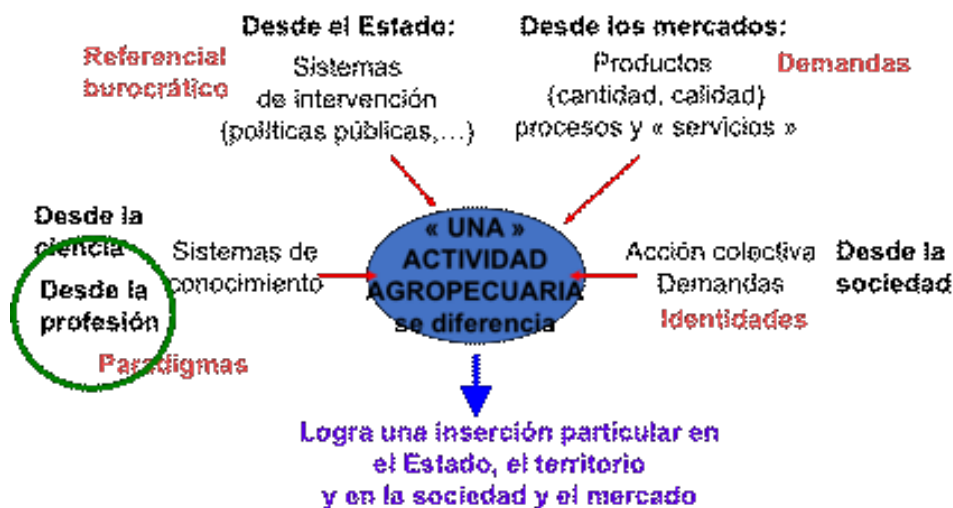 Desde el Estado:
Referencial
burocrático
Sistemas
de intervención
(políticas públicas,...)
Desde los mercados:
Productos
(cantidad, calidad)
procesos y « servicios »
Demandas
Desde la
ciencia
Desde la
profesión
Sistemas de
conocimiento
Paradigmas
« UNA »
ACTIVIDAD
AGROPECUARIA
se diferencia
Acción colectiva
Demandas
Identidades
Desde la
sociedad
Logra una inserción particular en
el Estado, el territorio
y en la sociedad y el mercado